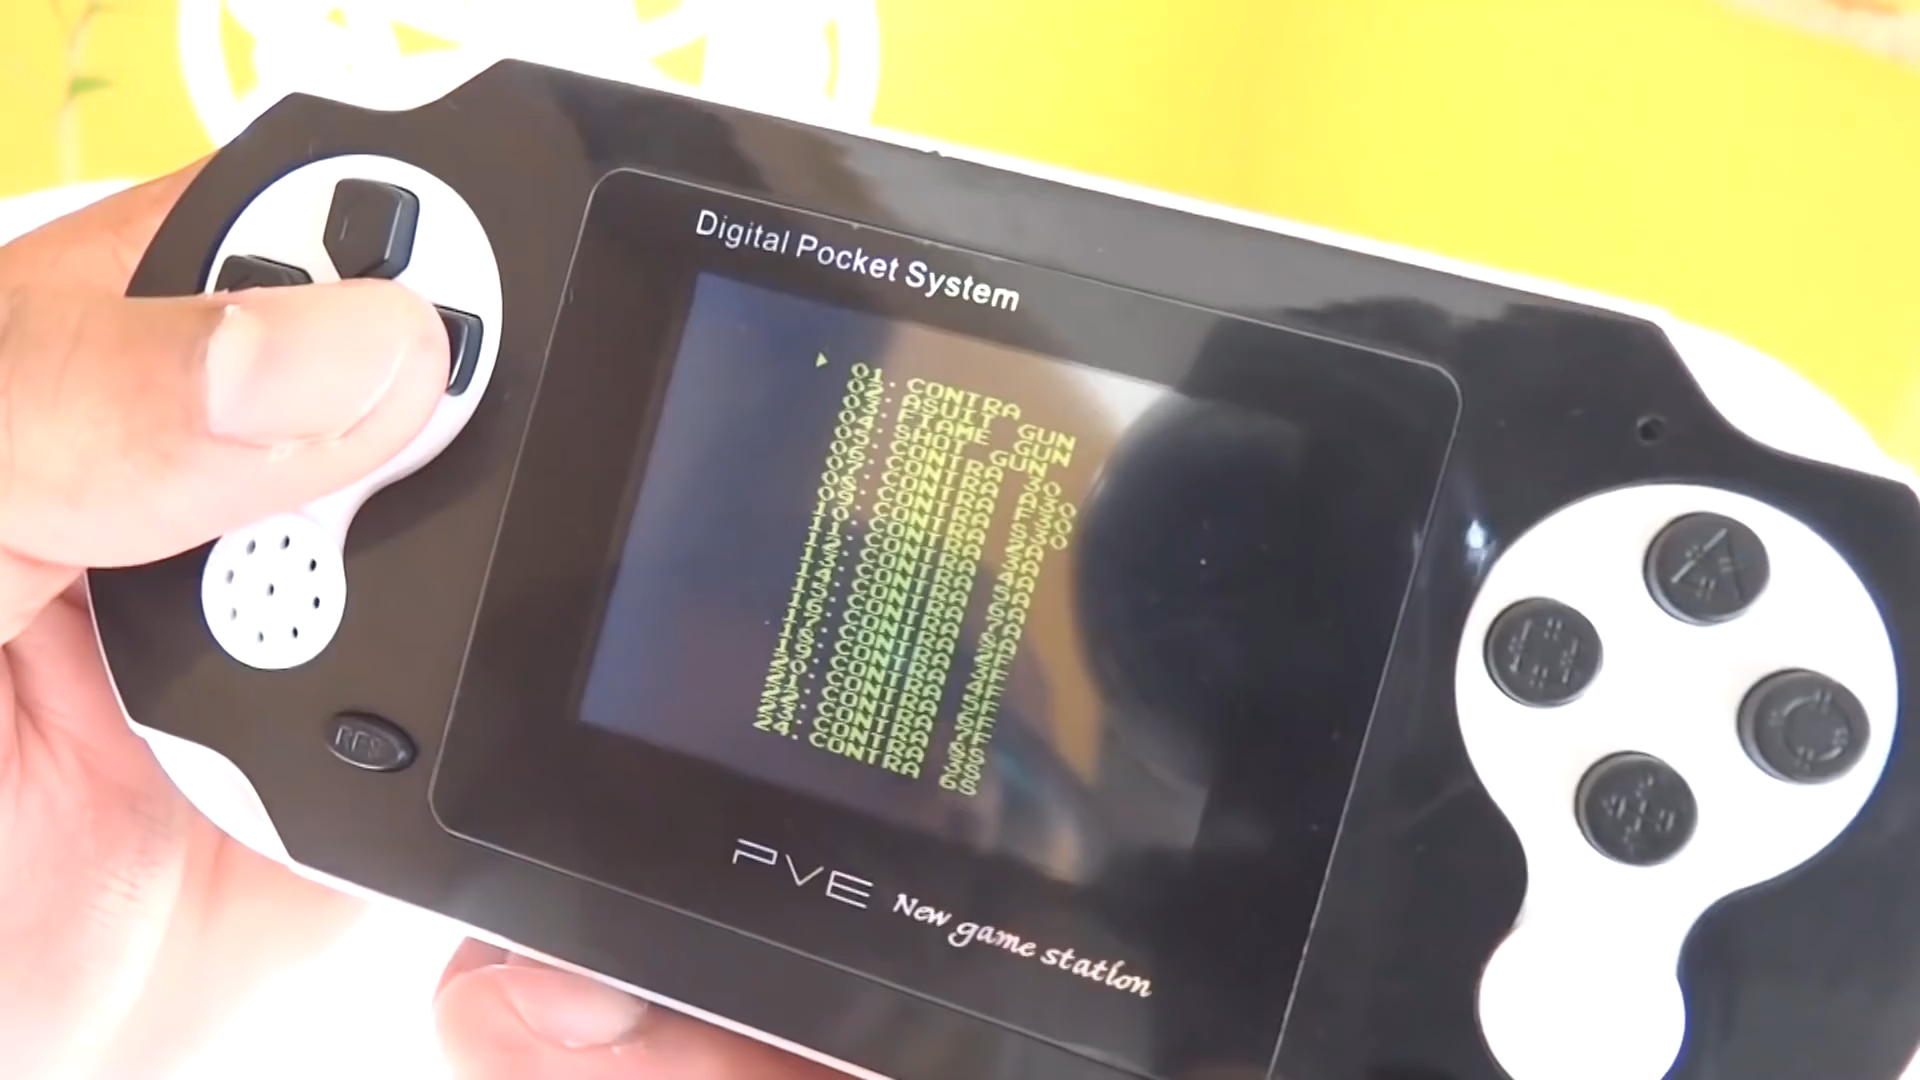 Digital Pocket System
01. CONTRA
02. ASUIT GUN
03. FIAME GUN
04. SHOT GUN
05. CONTRA
06. CONTRA
07. CONTRA
08. CONTRA
09. CONTRA
10. CONTRA
11. CONTRA
12. CONTRA
13. CONTRA
14. CONTRA
15. CONTRA
16. CONTRA
17. CONTRA
18. CONTRA
19. CONTRA
20. CONTRA
21. CONTRA
22. CONTRA
23. CONTRA
24. CONTRA 6S
RES
PVE New game station